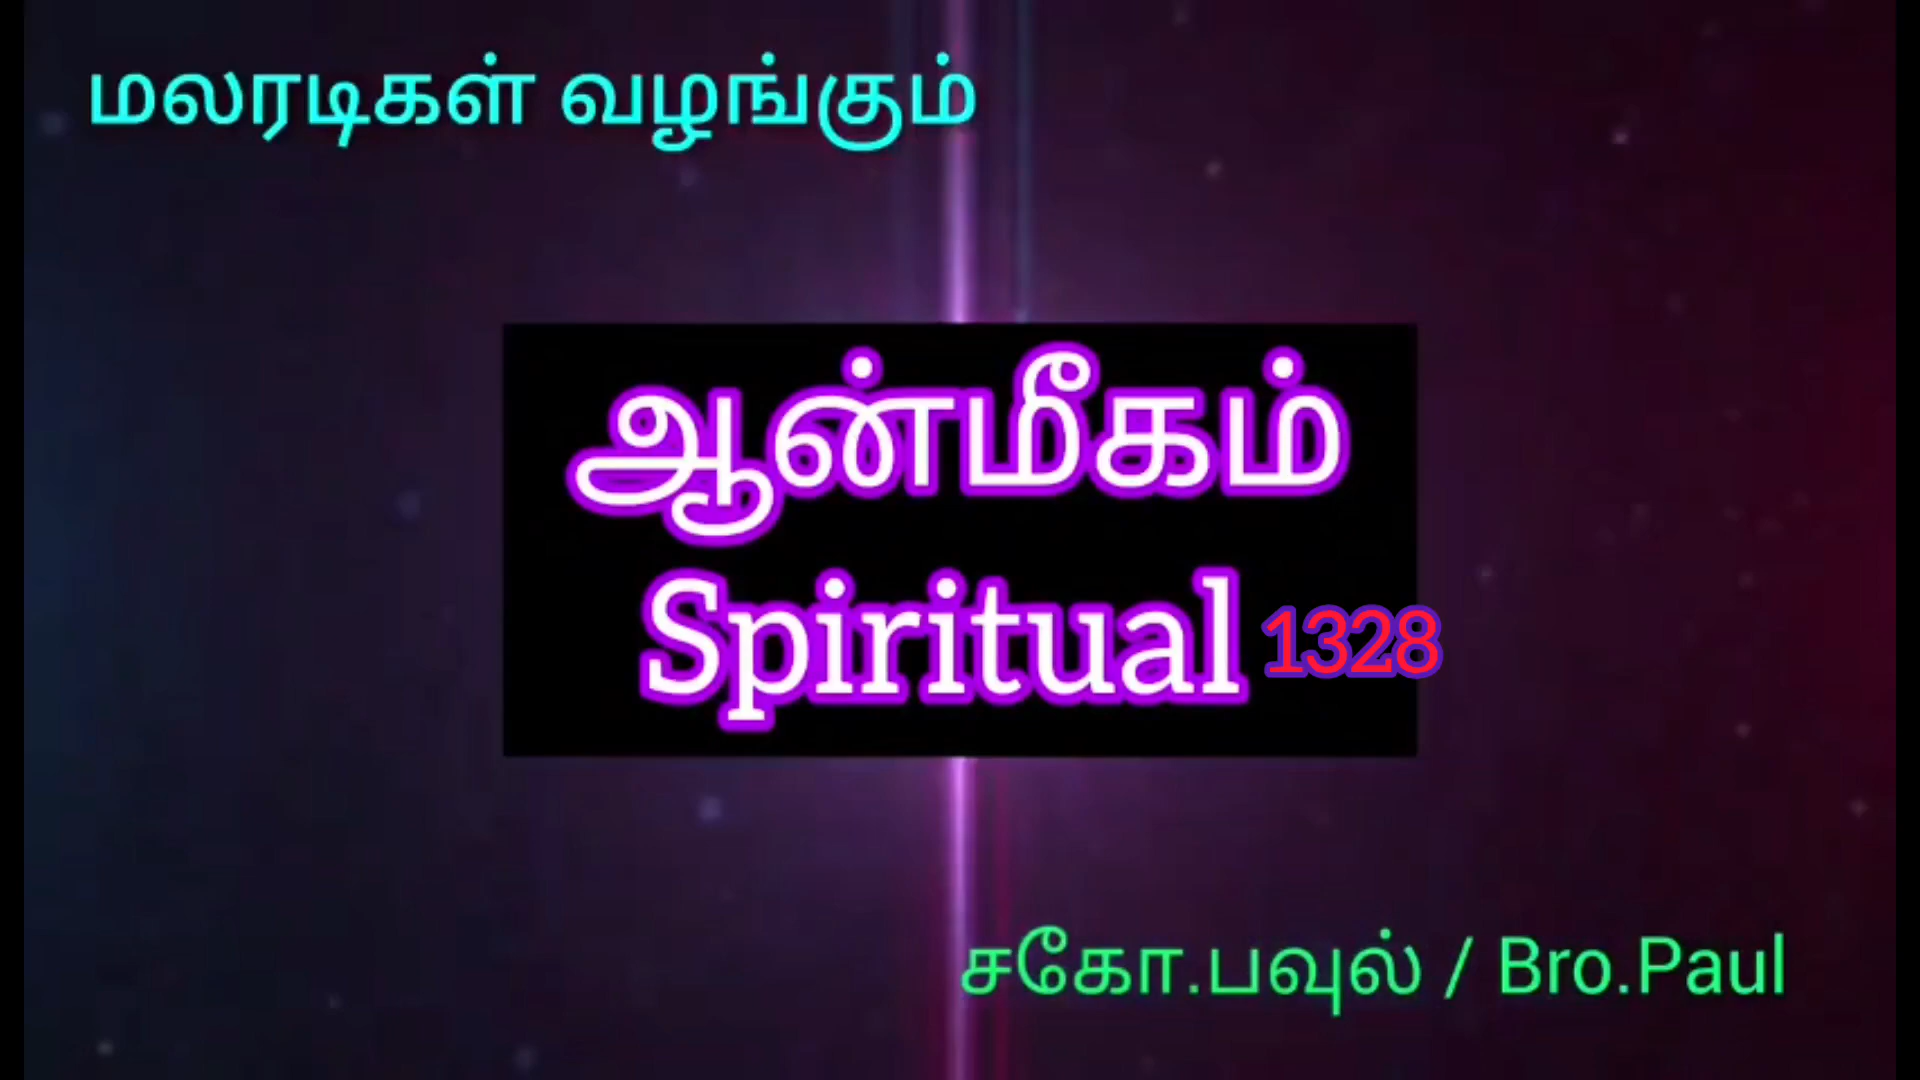 மலரடிகள் வழங்கும்
ஆன்மீகம்
Spiritual 1328
சகோ.பவுல் / Bro.Paul